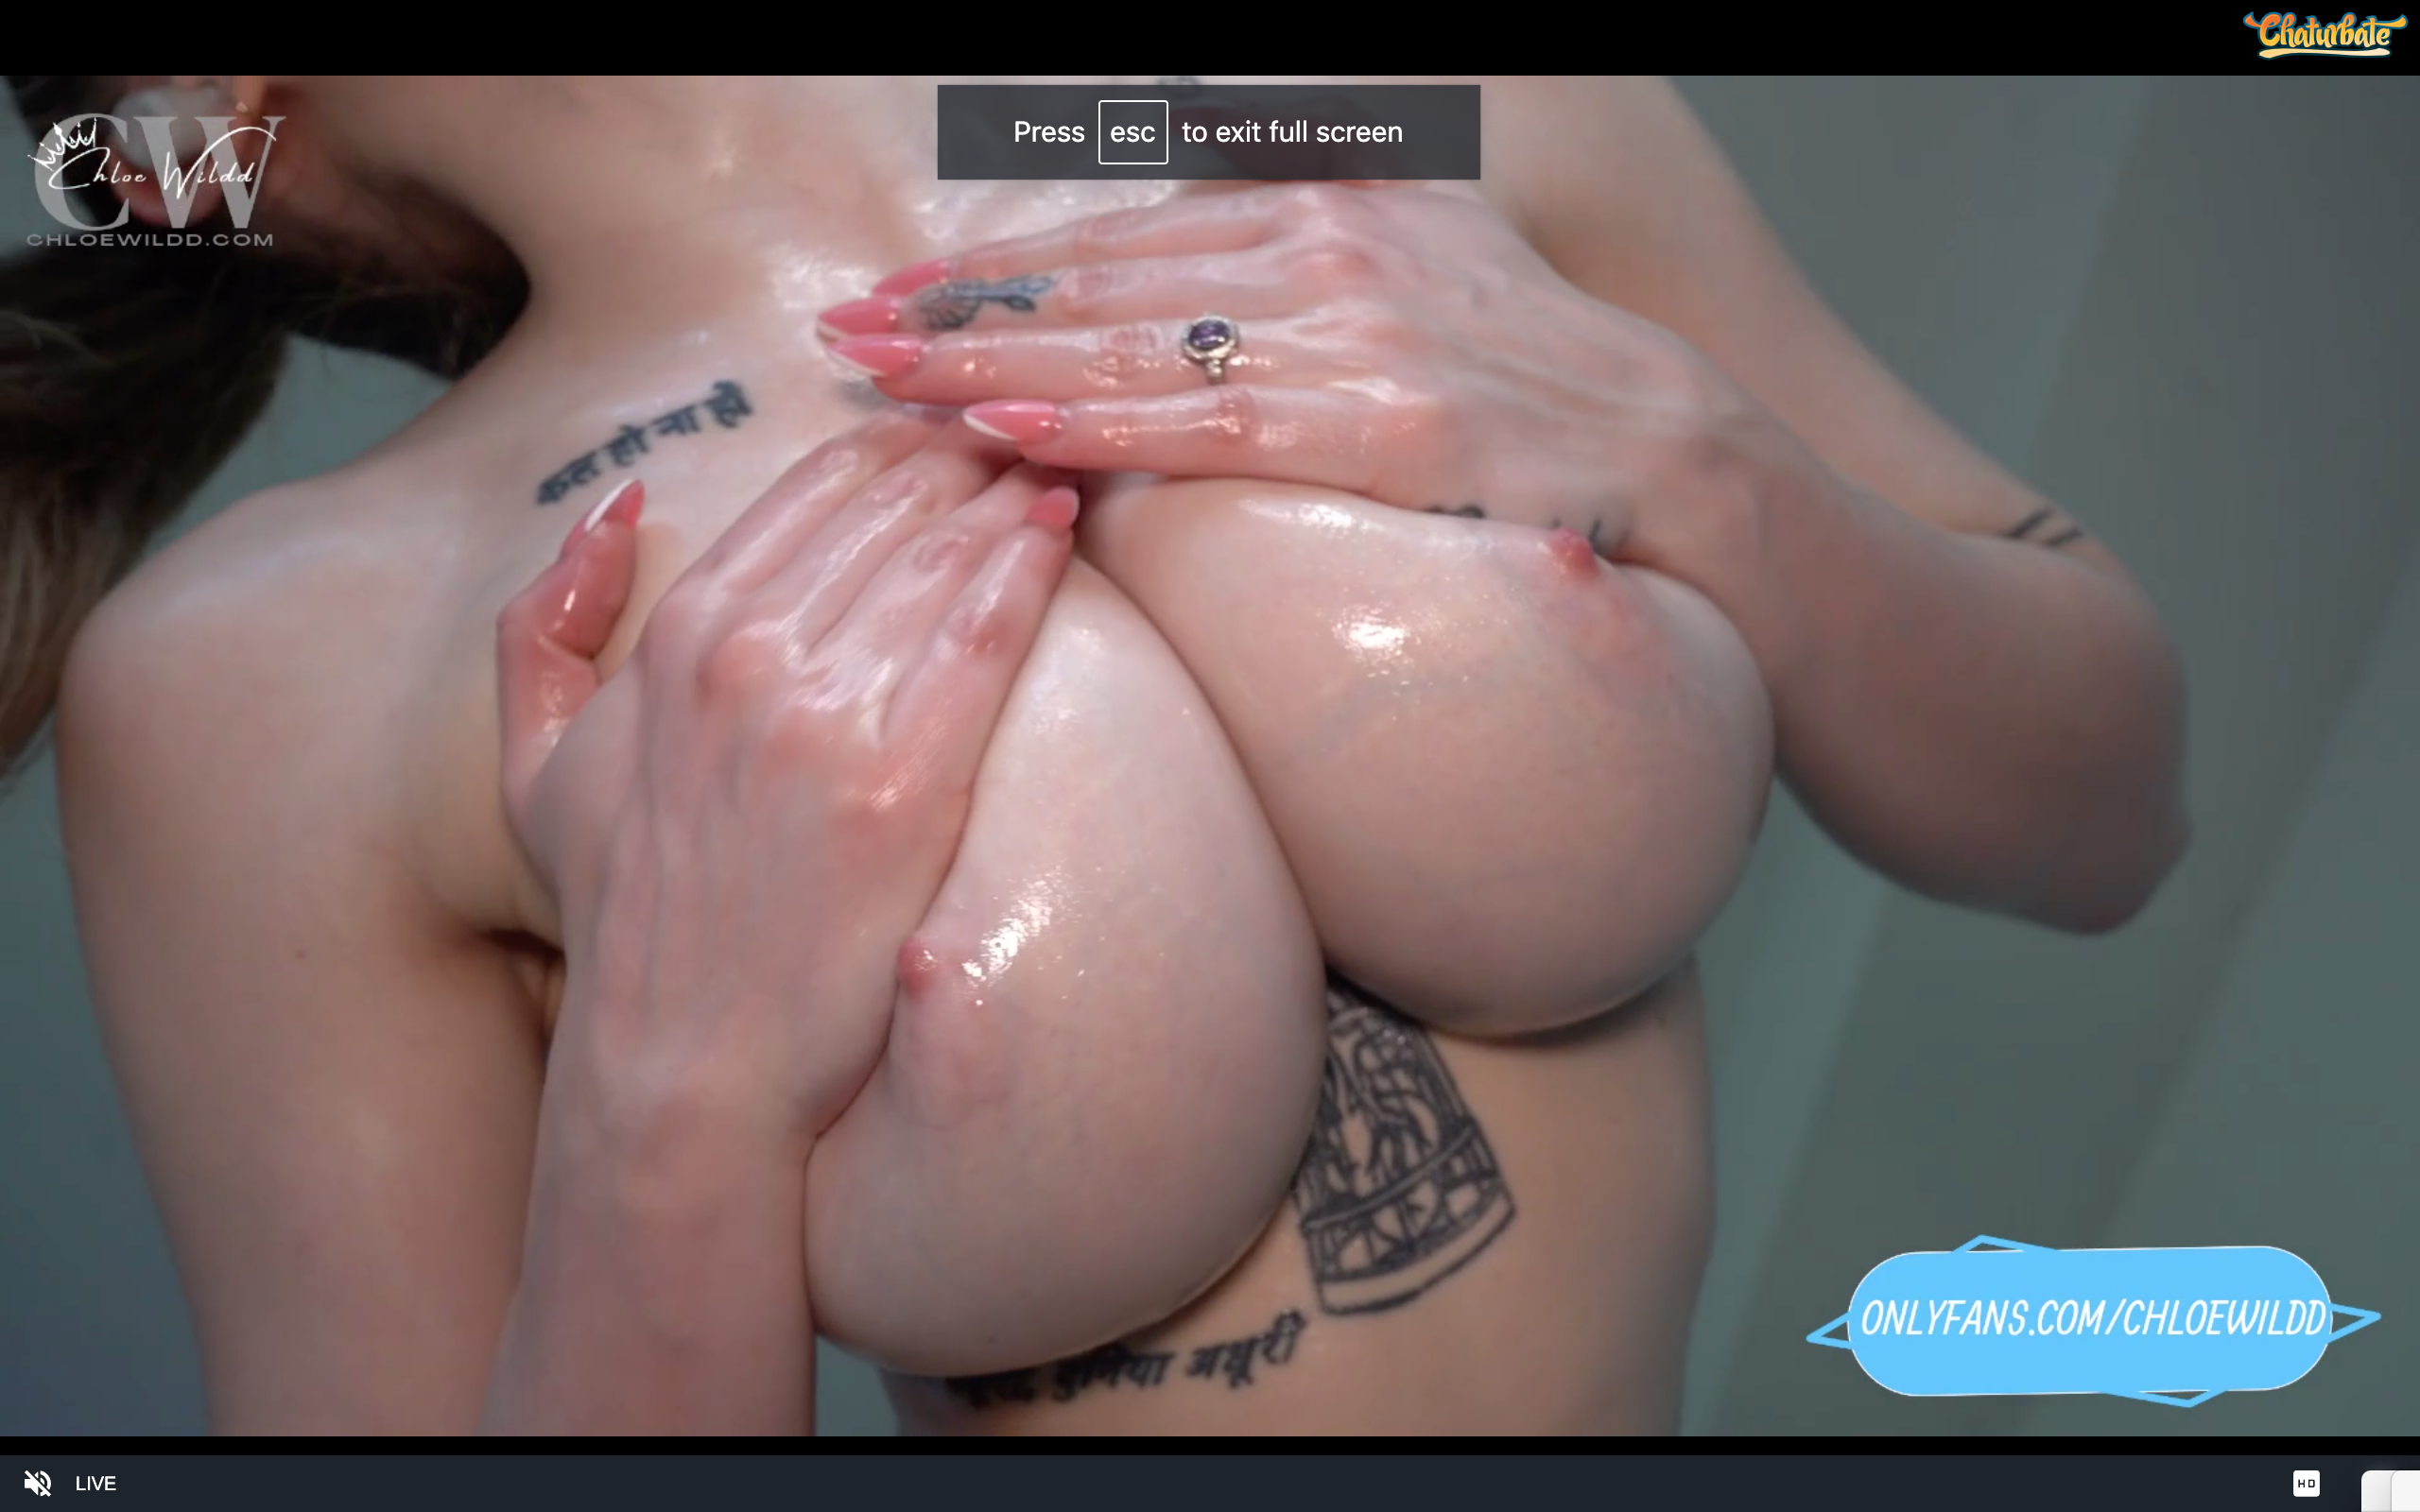 Chaturbate
Press esc to exit full screen
CW
Chloe Wildd
CHLOEWILDD.COM
कल हो ना हो
दुनिया अधूरी
ONLYFANS.COM/CHLOEWILDD
LIVE
HD